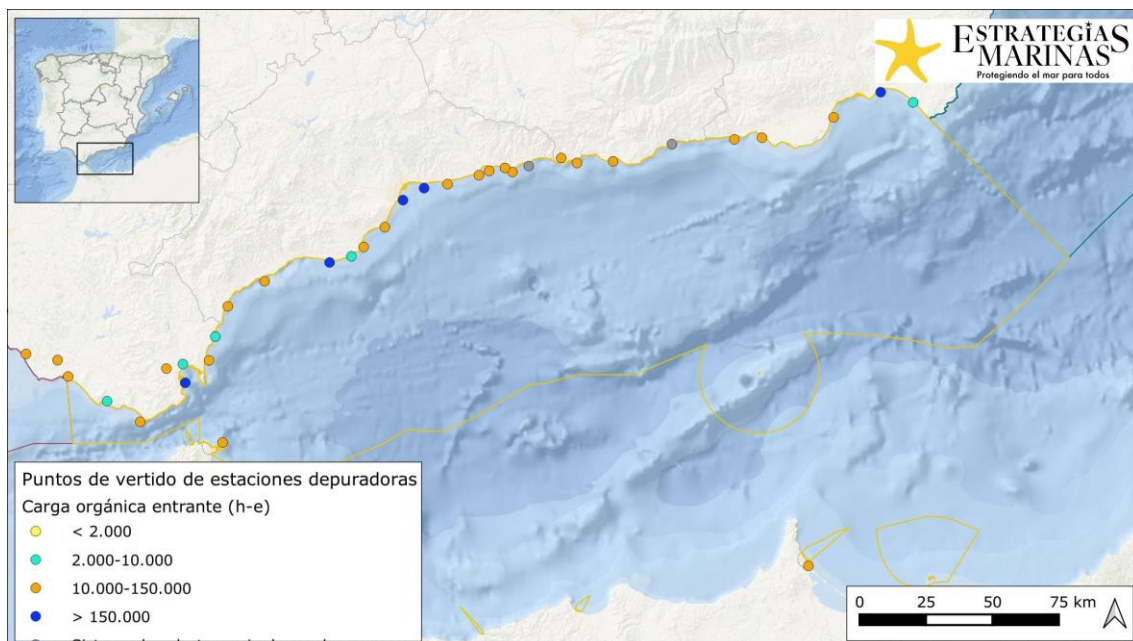 ESTRATEGIAS
MARINAS
Protegiendo el mar para todos
Puntos de vertido de estaciones depuradoras
Carga orgánica entrante (h-e)
< 2.000
2.000-10.000
10.000-150.000
> 150.000
0 25 50 75 km